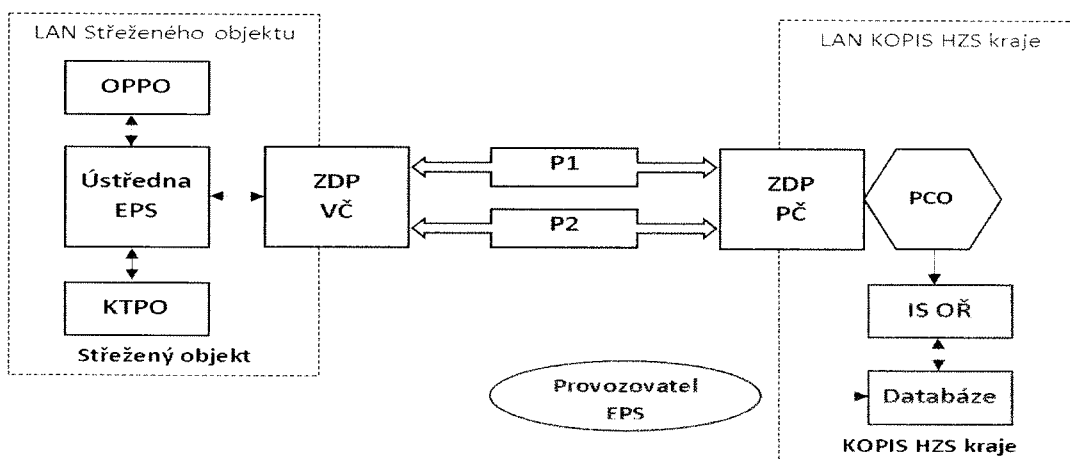 LAN Střeženého objektu
OPPO
Ústředna
EPS
KTPO
Střežený objekt
ZDP
VČ
P1
P2
Provozovatel
EPS
LAN KOPIS HZS kraje
ZDP
PČ
PCO
IS OŘ
Databáze
KOPIS HZS kraje